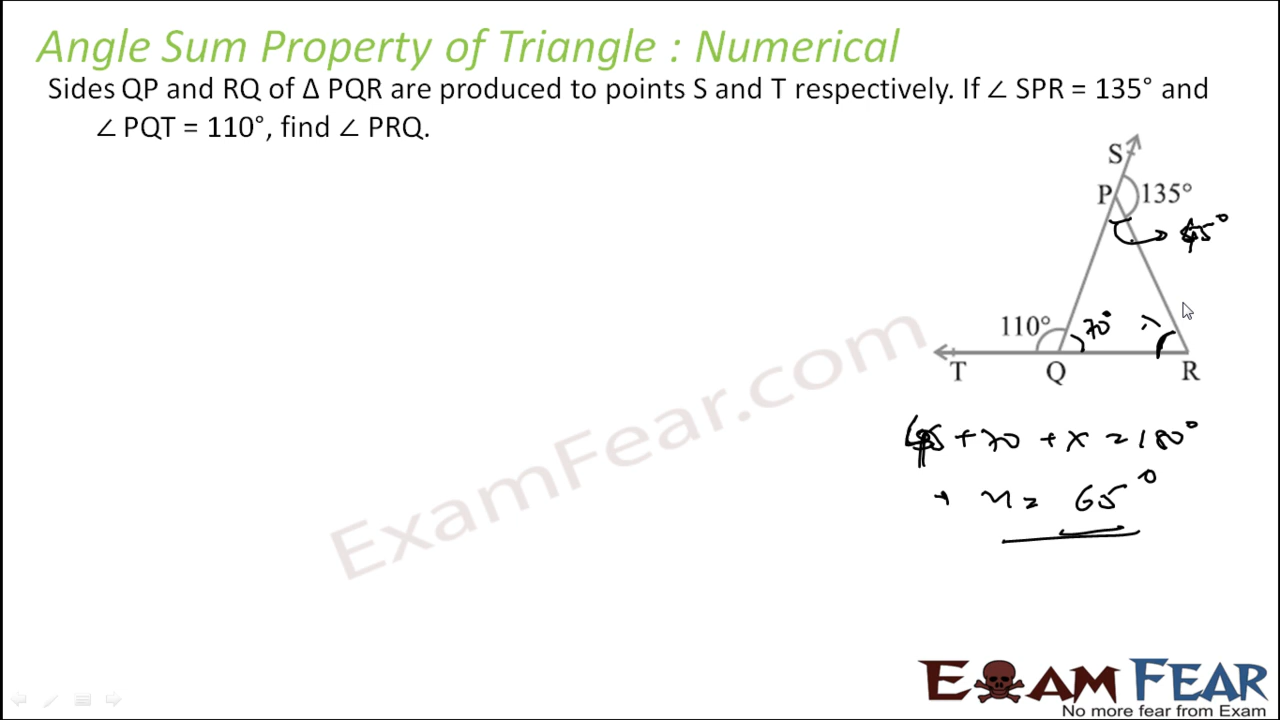 Angle Sum Property of Triangle : Numerical
Sides QP and RQ of Δ PQR are produced to points S and T respectively. If ∠ SPR = 135° and
∠ PQT = 110°, find ∠ PRQ.
S
P 135°
45°
110° 70°
T Q R
45 + 70 + x = 180°
x = 65°
ExamFear.com
EXAM FEAR
No more fear from Exam